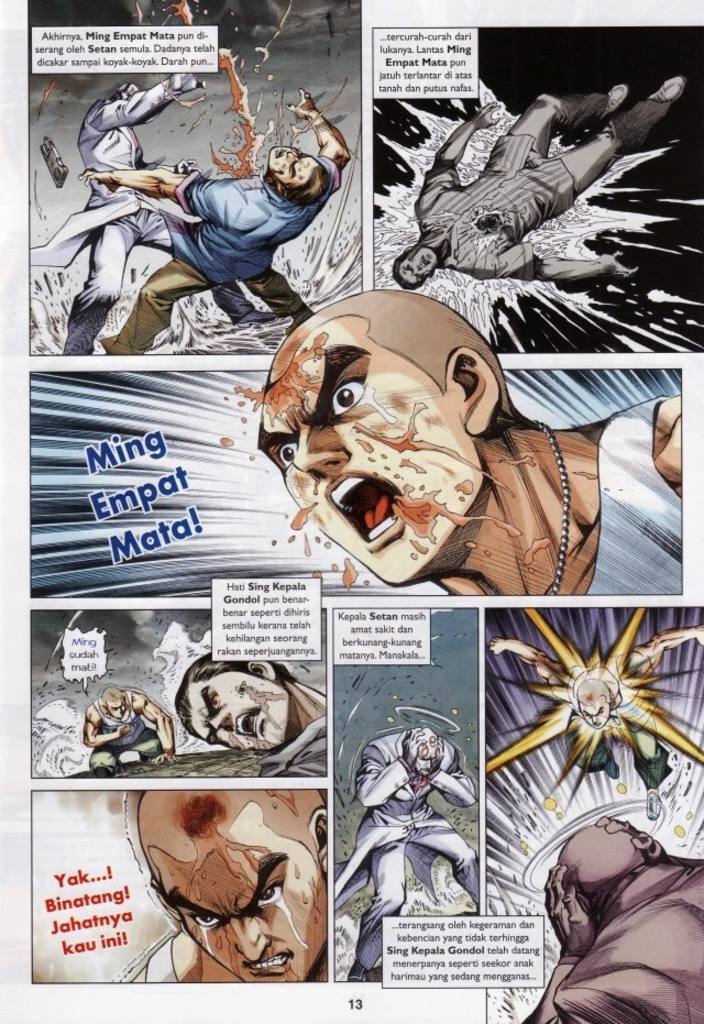 Akhirnya, Ming Empat Mata pun di-
serang oleh Setan semula. Dadanya telah
dicakar sampai koyak-koyak. Darah pun...
...tercurah-curah dari
lukanya. Lantas Ming
Empat Mata pun
jatuh terlantar di atas
tanah dan putus nafas.
Ming
Empat
Mata!
Ming
sudah
mati!
Hati Sing Kepala
Gondol pun benar-
benar seperti dihiris
sembilu kerana telah
kehilangan seorang
rakan seperjuangannya.
Kepala Setan masih
amat sakit dan
berkunang-kunang
matanya. Manakala...
Yak...!
Binatang!
Jahatnya
kau ini!
...terangsang oleh kegeraman dan
kebencian yang tidak terhingga
Sing Kepala Gondol telah datang
menerpanya seperti seekor anak
harimau yang sedang mengganas...
13